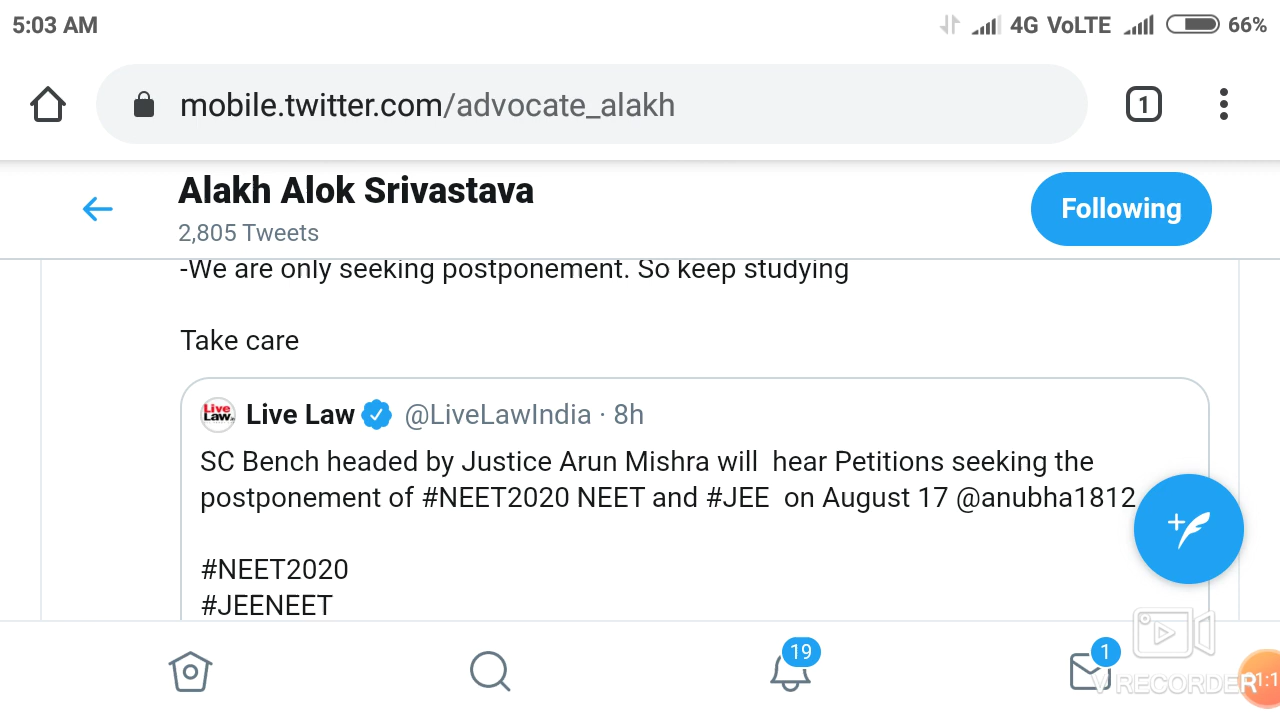 5:03 AM 4G VoLTE 66%
mobile.twitter.com/advocate_alakh 1
Alakh Alok Srivastava
Following
2,805 Tweets
-We are only seeking postponement. So keep studying
Take care
Live Law. Live Law @LiveLawIndia · 8h
SC Bench headed by Justice Arun Mishra will hear Petitions seeking the
postponement of #NEET2020 NEET and #JEE on August 17 @anubha1812
#NEET2020
#JEENEET
19
1
V RECORDER